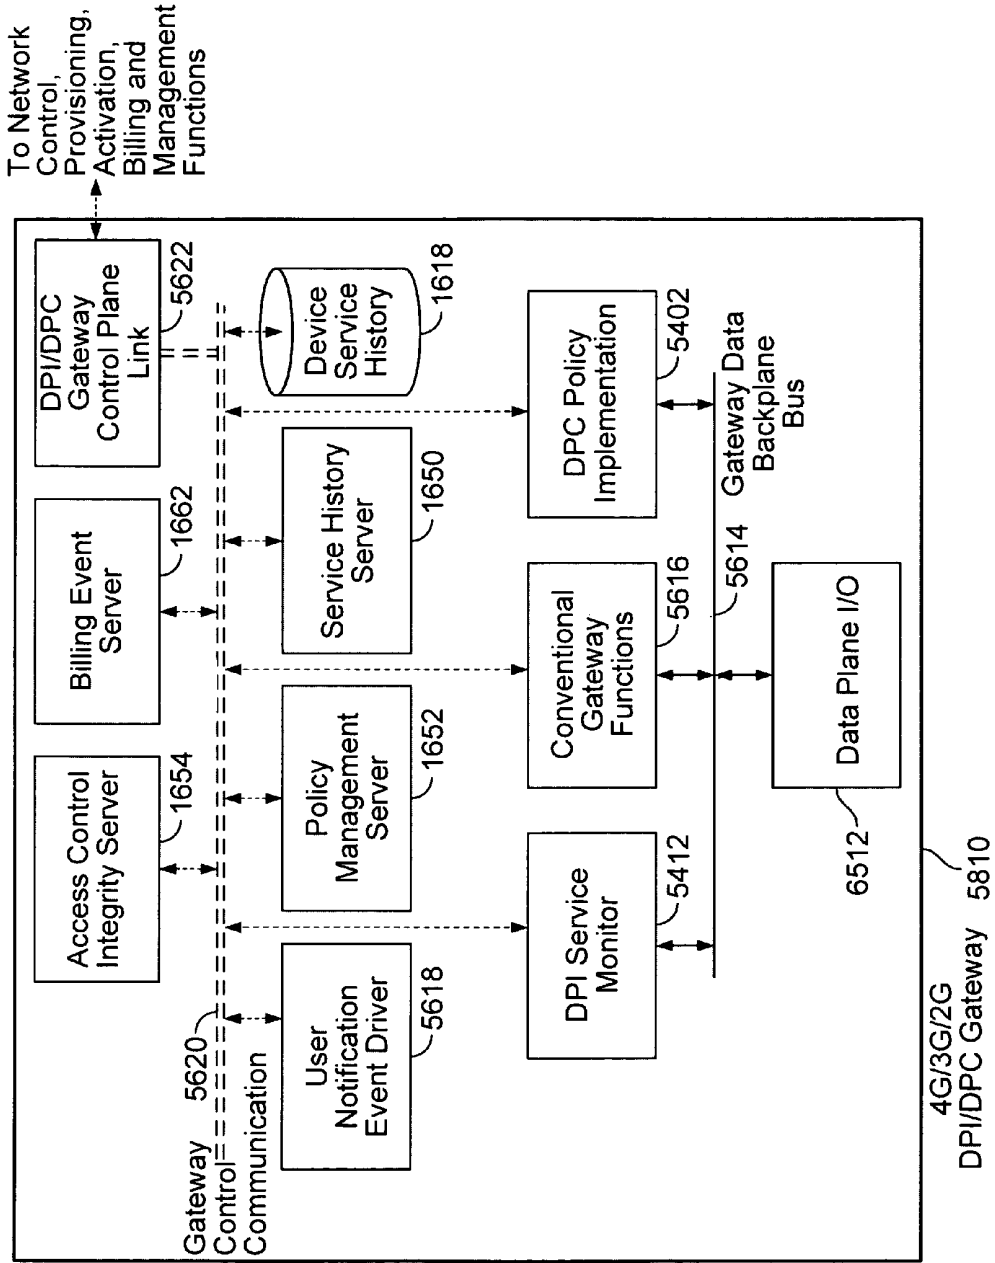 To Network
Control,
Provisioning,
Activation,
Billing and
Management
Functions
Access Control
Integrity Server
1654
Billing Event
Server
1662
DPI/DPC
Gateway
Control Plane
Link
5622
Gateway
Control
Communication
5620
User
Notification
Event Driver
5618
Policy
Management
Server
1652
Service History
Server
1650
Device
Service
History
1618
DPI Service
Monitor
5412
Conventional
Gateway
Functions
5616
DPC Policy
Implementation
5402
5614
Gateway Data
Backplane
Bus
Data Plane I/O
6512
4G/3G/2G
DPI/DPC Gateway 5810